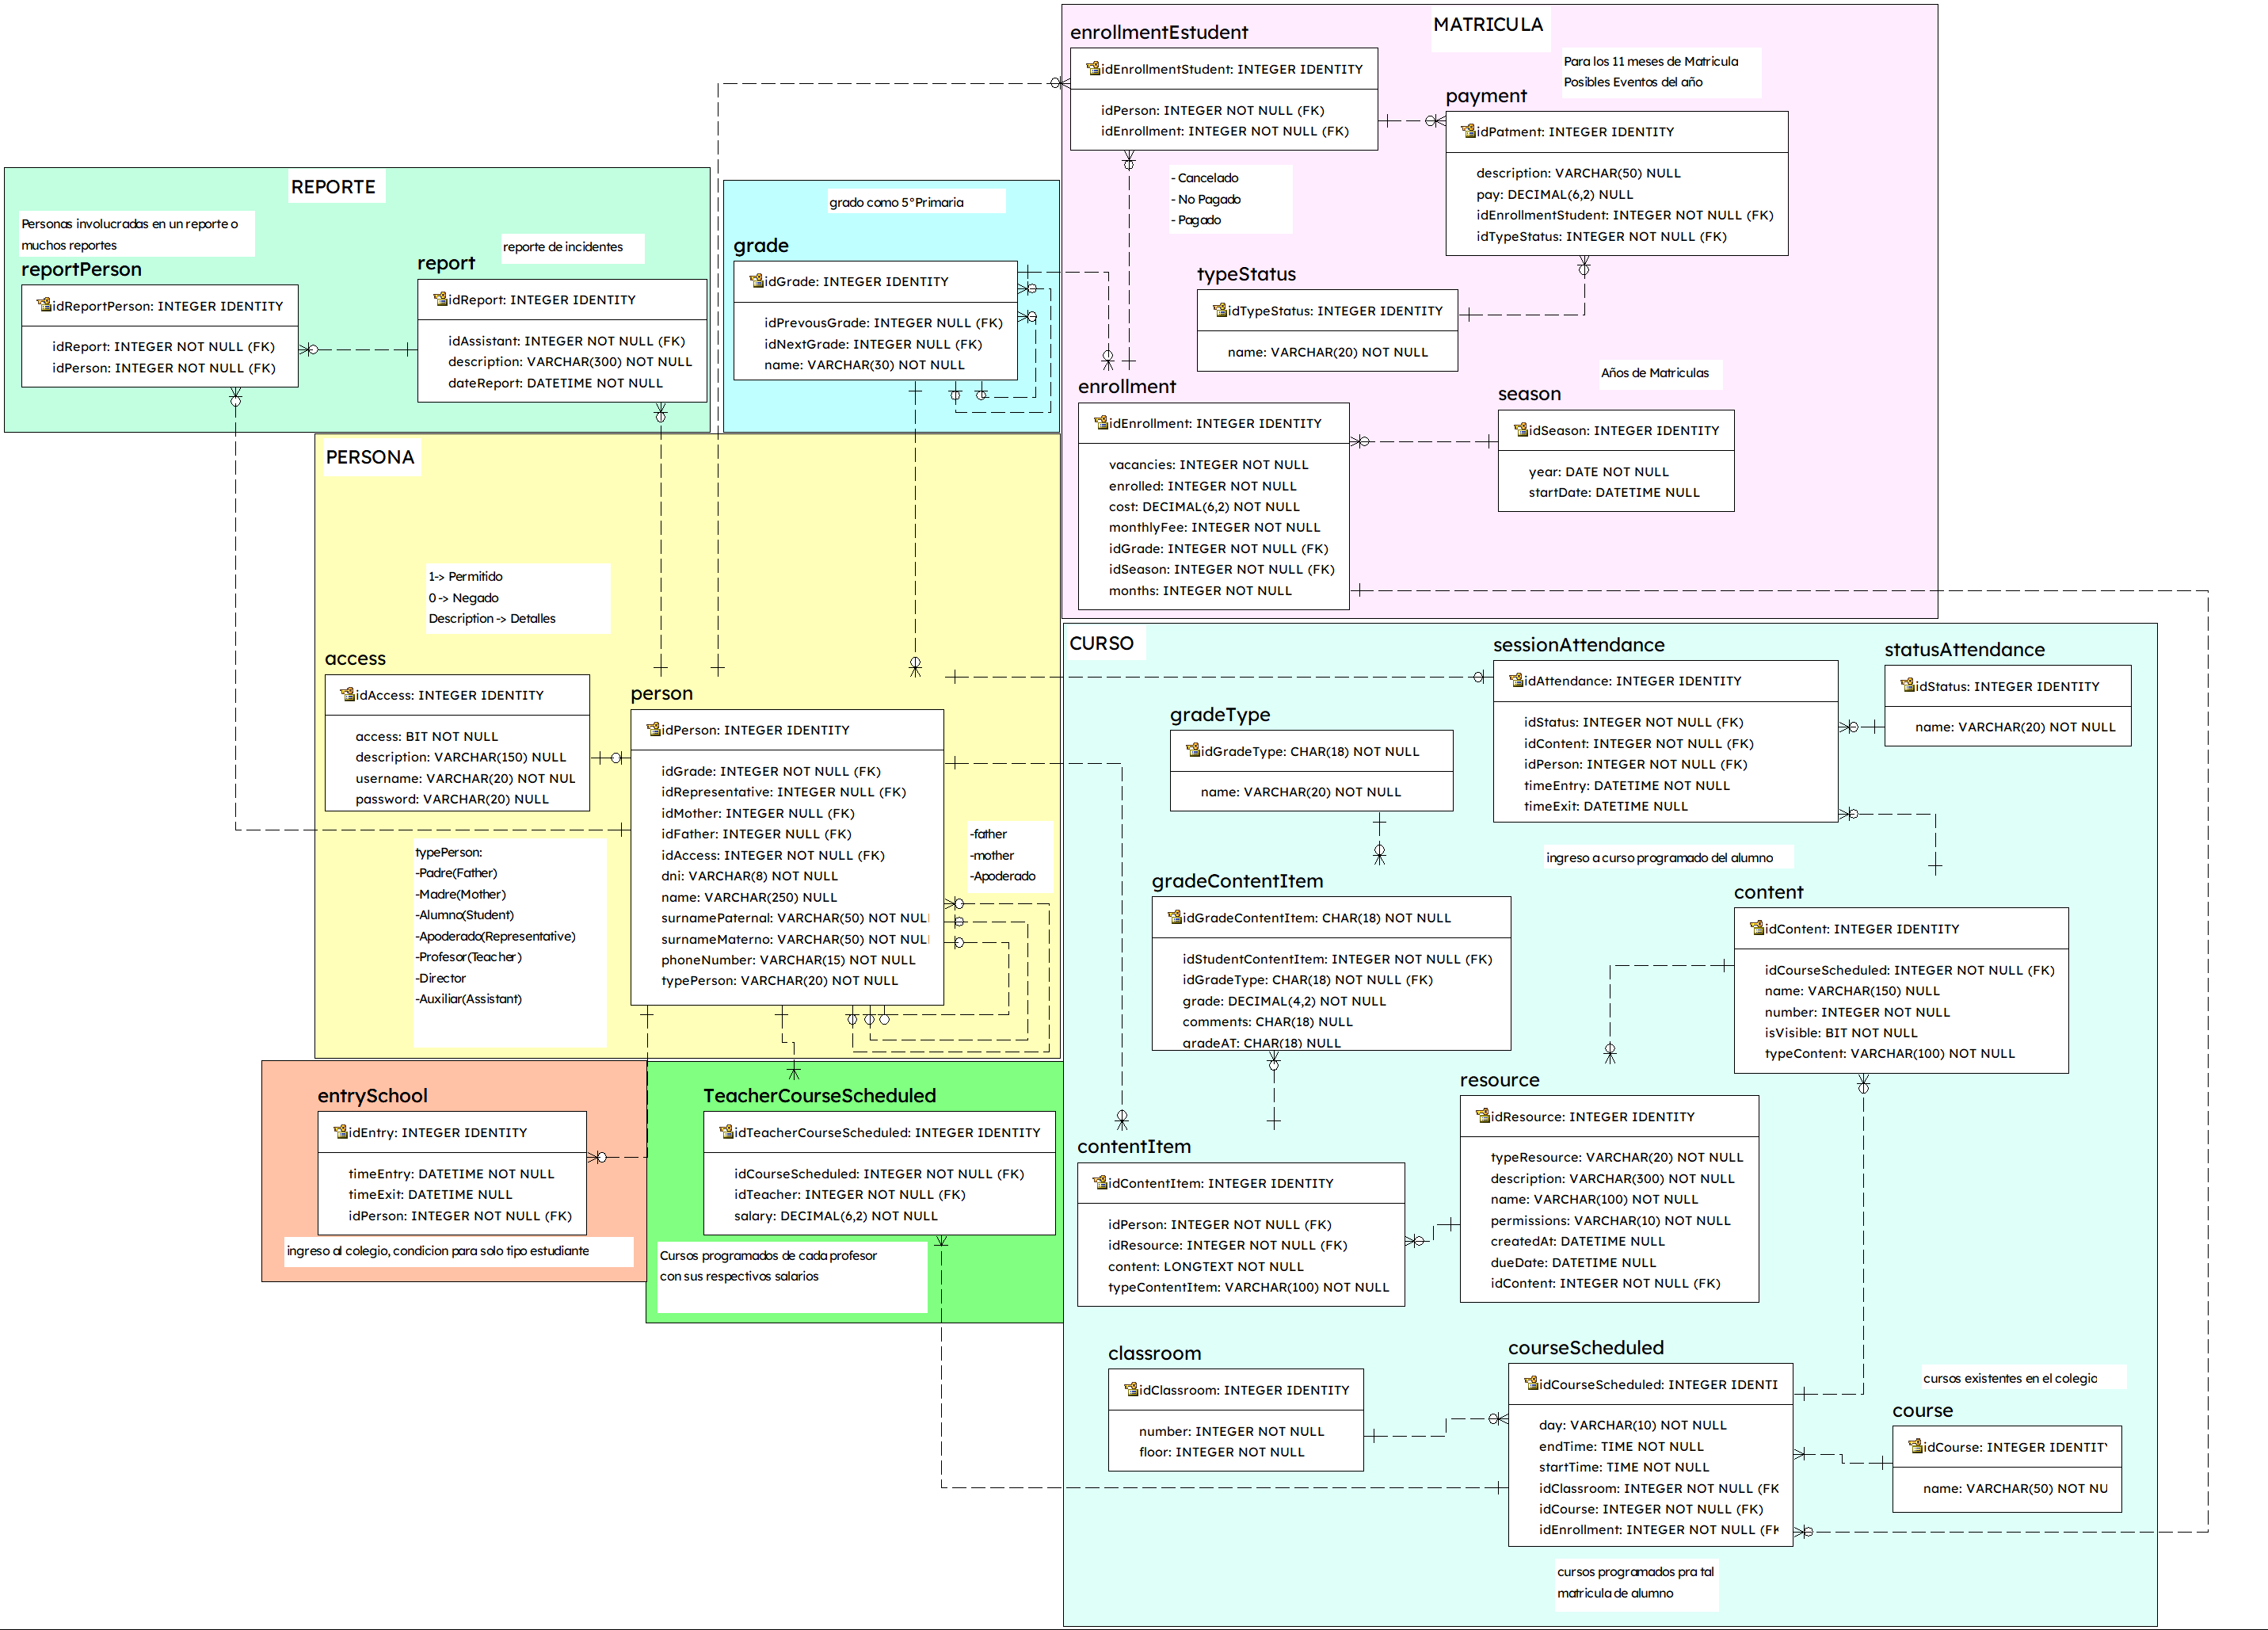 MATRICULA
enrollmentEstudent
idEnrollmentStudent: INTEGER IDENTITY
idPerson: INTEGER NOT NULL (FK)
idEnrollment: INTEGER NOT NULL (FK)
Para los 11 meses de Matricula
Posibles Eventos del año
payment
idPatment: INTEGER IDENTITY
description: VARCHAR(50) NULL
pay: DECIMAL(6,2) NULL
idEnrollmentStudent: INTEGER NOT NULL (FK)
idTypeStatus: INTEGER NOT NULL (FK)
- Cancelado
- No Pagado
- Pagado
typeStatus
idTypeStatus: INTEGER IDENTITY
name: VARCHAR(20) NOT NULL
enrollment
idEnrollment: INTEGER IDENTITY
vacancies: INTEGER NOT NULL
enrolled: INTEGER NOT NULL
cost: DECIMAL(6,2) NOT NULL
monthlyFee: INTEGER NOT NULL
idGrade: INTEGER NOT NULL (FK)
idSeason: INTEGER NOT NULL (FK)
months: INTEGER NOT NULL
Años de Matriculas
season
idSeason: INTEGER IDENTITY
year: DATE NOT NULL
startDate: DATETIME NULL
REPORTE
Personas involucradas en un reporte o
muchos reportes
reportPerson
idReportPerson: INTEGER IDENTITY
idReport: INTEGER NOT NULL (FK)
idPerson: INTEGER NOT NULL (FK)
reporte de incidentes
report
idReport: INTEGER IDENTITY
idAssistant: INTEGER NOT NULL (FK)
description: VARCHAR(300) NOT NULL
dateReport: DATETIME NOT NULL
grado como 5°Primaria
grade
idGrade: INTEGER IDENTITY
idPrevousGrade: INTEGER NULL (FK)
idNextGrade: INTEGER NULL (FK)
name: VARCHAR(30) NOT NULL
PERSONA
1-> Permitido
0 -> Negado
Description -> Detalles
access
idAccess: INTEGER IDENTITY
access: BIT NOT NULL
description: VARCHAR(150) NULL
username: VARCHAR(20) NOT NUL
password: VARCHAR(20) NULL
person
idPerson: INTEGER IDENTITY
idGrade: INTEGER NOT NULL (FK)
idRepresentative: INTEGER NULL (FK)
idMother: INTEGER NULL (FK)
idFather: INTEGER NULL (FK)
idAccess: INTEGER NOT NULL (FK)
dni: VARCHAR(8) NOT NULL
name: VARCHAR(250) NULL
surnamePaternal: VARCHAR(50) NOT NUL
surnameMaterno: VARCHAR(50) NOT NUL
phoneNumber: VARCHAR(15) NOT NULL
typePerson: VARCHAR(20) NOT NULL
-father
-mother
-Apoderado
typePerson:
-Padre(Father)
-Madre(Mother)
-Alumno(Student)
-Apoderado(Representative)
-Profesor(Teacher)
-Director
-Auxiliar(Assistant)
entrySchool
idEntry: INTEGER IDENTITY
timeEntry: DATETIME NOT NULL
timeExit: DATETIME NULL
idPerson: INTEGER NOT NULL (FK)
ingreso al colegio, condicion para solo tipo estudiante
TeacherCourseScheduled
idTeacherCourseScheduled: INTEGER IDENTITY
idCourseScheduled: INTEGER NOT NULL (FK)
idTeacher: INTEGER NOT NULL (FK)
salary: DECIMAL(6,2) NOT NULL
Cursos programados de cada profesor
con sus respectivos salarios
CURSO
sessionAttendance
idAttendance: INTEGER IDENTITY
idStatus: INTEGER NOT NULL (FK)
idContent: INTEGER NOT NULL (FK)
idPerson: INTEGER NOT NULL (FK)
timeEntry: DATETIME NOT NULL
timeExit: DATETIME NULL
statusAttendance
idStatus: INTEGER IDENTITY
name: VARCHAR(20) NOT NULL
gradeType
idGradeType: CHAR(18) NOT NULL
name: VARCHAR(20) NOT NULL
ingreso a curso programado del alumno
gradeContentItem
idGradeContentItem: CHAR(18) NOT NULL
idStudentContentItem: INTEGER NOT NULL (FK)
idGradeType: CHAR(18) NOT NULL (FK)
grade: DECIMAL(4,2) NOT NULL
comments: CHAR(18) NULL
gradeAT: CHAR(18) NULL
content
idContent: INTEGER IDENTITY
idCourseScheduled: INTEGER NOT NULL (FK)
name: VARCHAR(150) NULL
number: INTEGER NOT NULL
isVisible: BIT NOT NULL
typeContent: VARCHAR(100) NOT NULL
resource
idResource: INTEGER IDENTITY
typeResource: VARCHAR(20) NOT NULL
description: VARCHAR(300) NOT NULL
name: VARCHAR(100) NOT NULL
permissions: VARCHAR(10) NOT NULL
createdAt: DATETIME NULL
dueDate: DATETIME NULL
idContent: INTEGER NOT NULL (FK)
contentItem
idContentItem: INTEGER IDENTITY
idPerson: INTEGER NOT NULL (FK)
idResource: INTEGER NOT NULL (FK)
content: LONGTEXT NOT NULL
typeContentItem: VARCHAR(100) NOT NULL
classroom
idClassroom: INTEGER IDENTITY
number: INTEGER NOT NULL
floor: INTEGER NOT NULL
courseScheduled
idCourseScheduled: INTEGER IDENTI
day: VARCHAR(10) NOT NULL
endTime: TIME NOT NULL
startTime: TIME NOT NULL
idClassroom: INTEGER NOT NULL (FK
idCourse: INTEGER NOT NULL (FK)
idEnrollment: INTEGER NOT NULL (FK
cursos existentes en el colegio
course
idCourse: INTEGER IDENTIT
name: VARCHAR(50) NOT NU
cursos programados pra tal
matricula de alumno